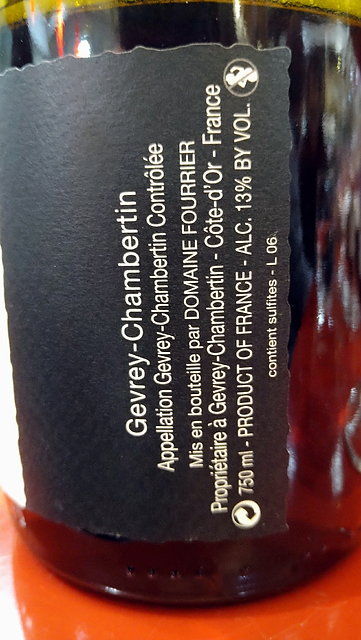 Gevrey-Chambertin
Appellation Gevrey-Chambertin Contrôlée
Mis en bouteille par DOMAINE FOURRIER
Propriétaire à Gevrey-Chambertin - Côte-d'Or - France
750 ml - PRODUCT OF FRANCE - ALC. 13% BY VOL.
contient sulfites - L 06